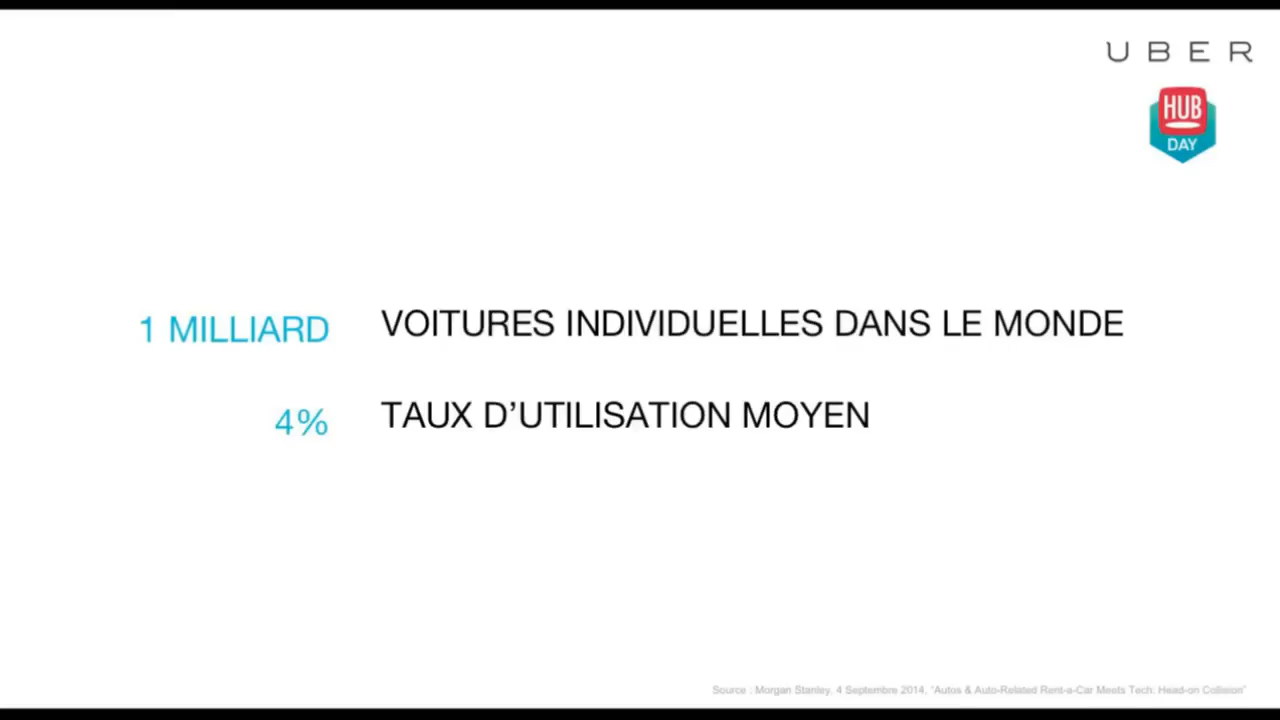 UBER
HUB
DAY
1 MILLIARD VOITURES INDIVIDUELLES DANS LE MONDE
4% TAUX D’UTILISATION MOYEN
Source : Morgan Stanley, 4 Septembre 2014, “Autos & Auto-Related Rent-a-Car Meets Tech: Head-on Collision”